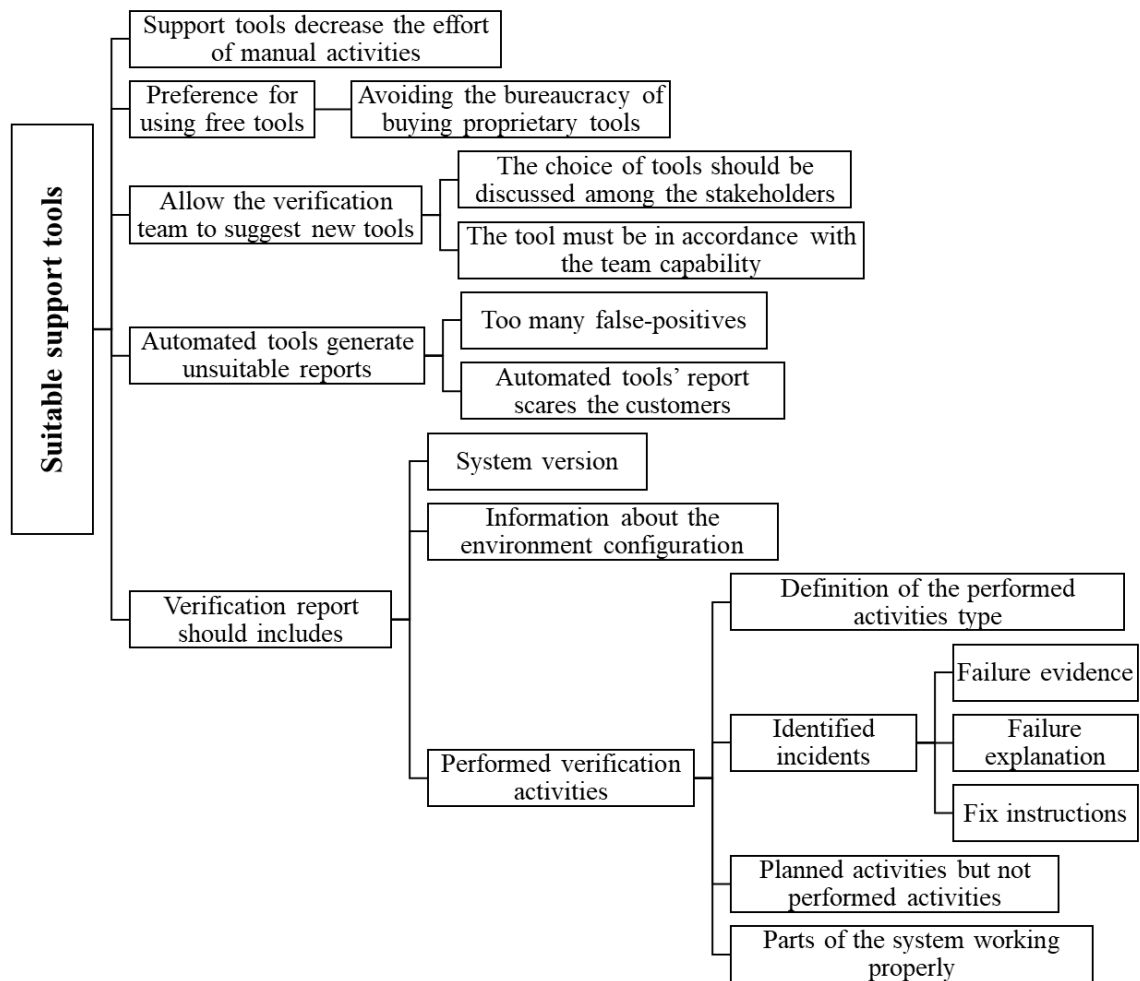 Suitable support tools
Support tools decrease the effort
of manual activities
Preference for
using free tools
Avoiding the bureaucracy of
buying proprietary tools
Allow the verification
team to suggest new tools
The choice of tools should be
discussed among the stakeholders
The tool must be in accordance with
the team capability
Automated tools generate
unsuitable reports
Too many false-positives
Automated tools’ report
scares the customers
Verification report
should includes
System version
Information about the
environment configuration
Performed verification
activities
Definition of the performed
activities type
Identified
incidents
Failure evidence
Failure
explanation
Fix instructions
Planned activities but not
performed activities
Parts of the system working
properly